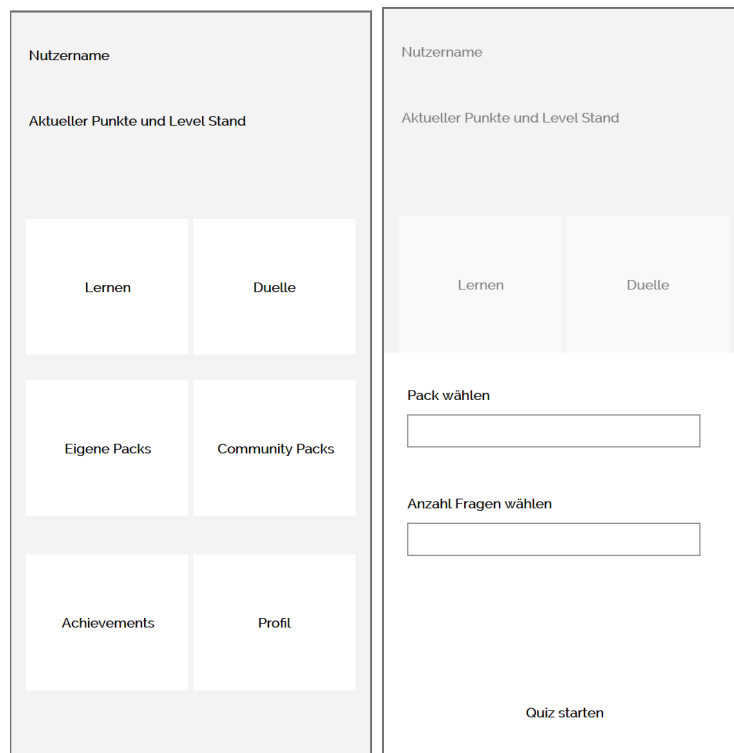 Nutzername
Aktueller Punkte und Level Stand
Lernen
Duelle
Eigene Packs
Community Packs
Achievements
Profil
Nutzername
Aktueller Punkte und Level Stand
Lernen
Duelle
Pack wählen
Anzahl Fragen wählen
Quiz starten